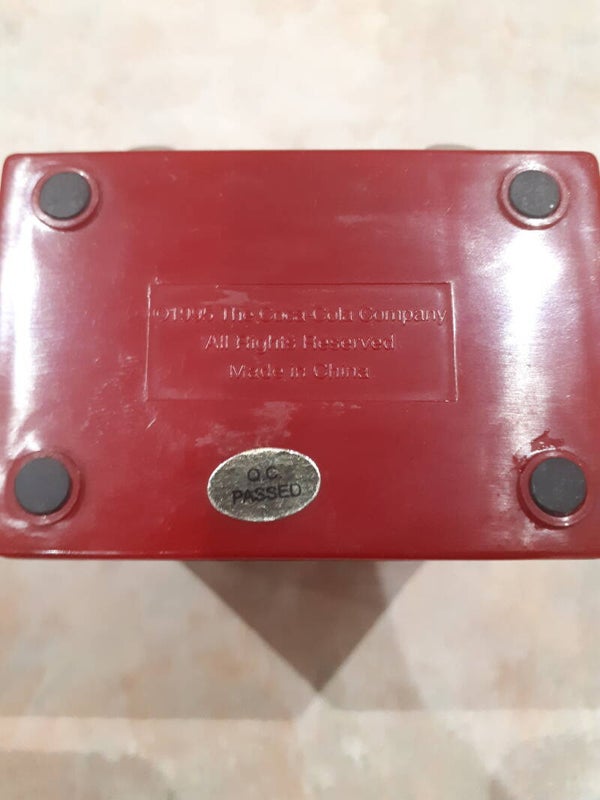 ©1995 The Coca-Cola Company
All Rights Reserved
Made in China
Q.C.
PASSED